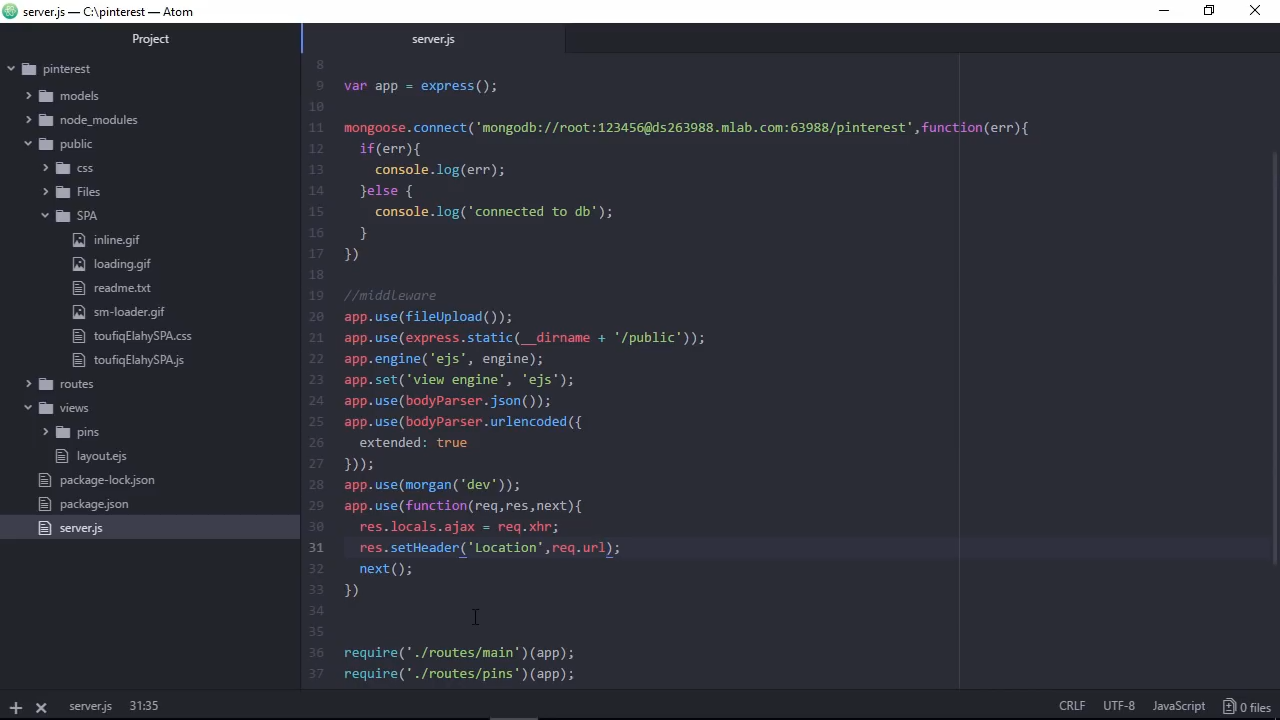 server.js — C:\pinterest — Atom
Project
pinterest
models
node_modules
public
css
Files
SPA
inline.gif
loading.gif
readme.txt
sm-loader.gif
toufiqElahySPA.css
toufiqElahySPA.js
routes
views
pins
layout.ejs
package-lock.json
package.json
server.js
server.js
8
9 var app = express();
10
11 mongoose.connect('mongodb://root:123456@ds263988.mlab.com:63988/pinterest',function(err){
12 if(err){
13 console.log(err);
14 }else {
15 console.log('connected to db');
16 }
17 })
18
19 //middleware
20 app.use(fileUpload());
21 app.use(express.static(__dirname + '/public'));
22 app.engine('ejs', engine);
23 app.set('view engine', 'ejs');
24 app.use(bodyParser.json());
25 app.use(bodyParser.urlencoded({
26 extended: true
27 }));
28 app.use(morgan('dev'));
29 app.use(function(req,res,next){
30 res.locals.ajax = req.xhr;
31 res.setHeader('Location',req.url);
32 next();
33 })
34
35
36 require('./routes/main')(app);
37 require('./routes/pins')(app);
server.js 31:35 CRLF UTF-8 JavaScript 0 files